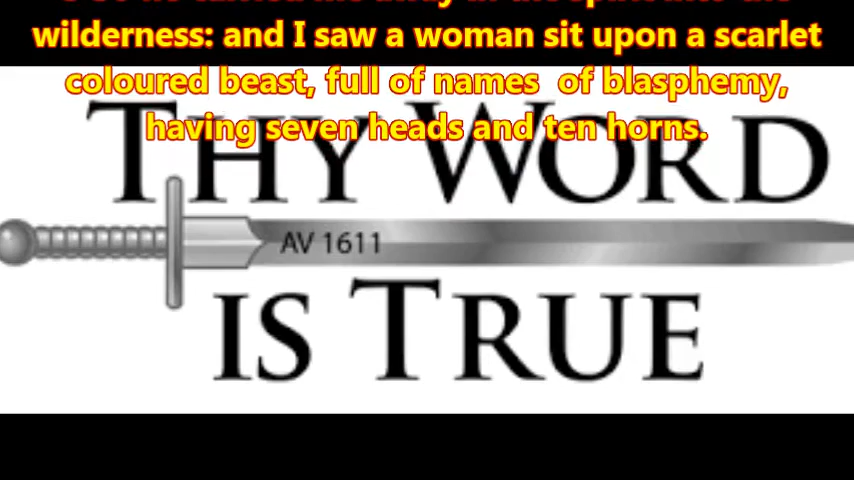 wilderness: and I saw a woman sit upon a scarlet
coloured beast, full of names of blasphemy,
having seven heads and ten horns.
THY WORD
AV 1611
IS TRUE